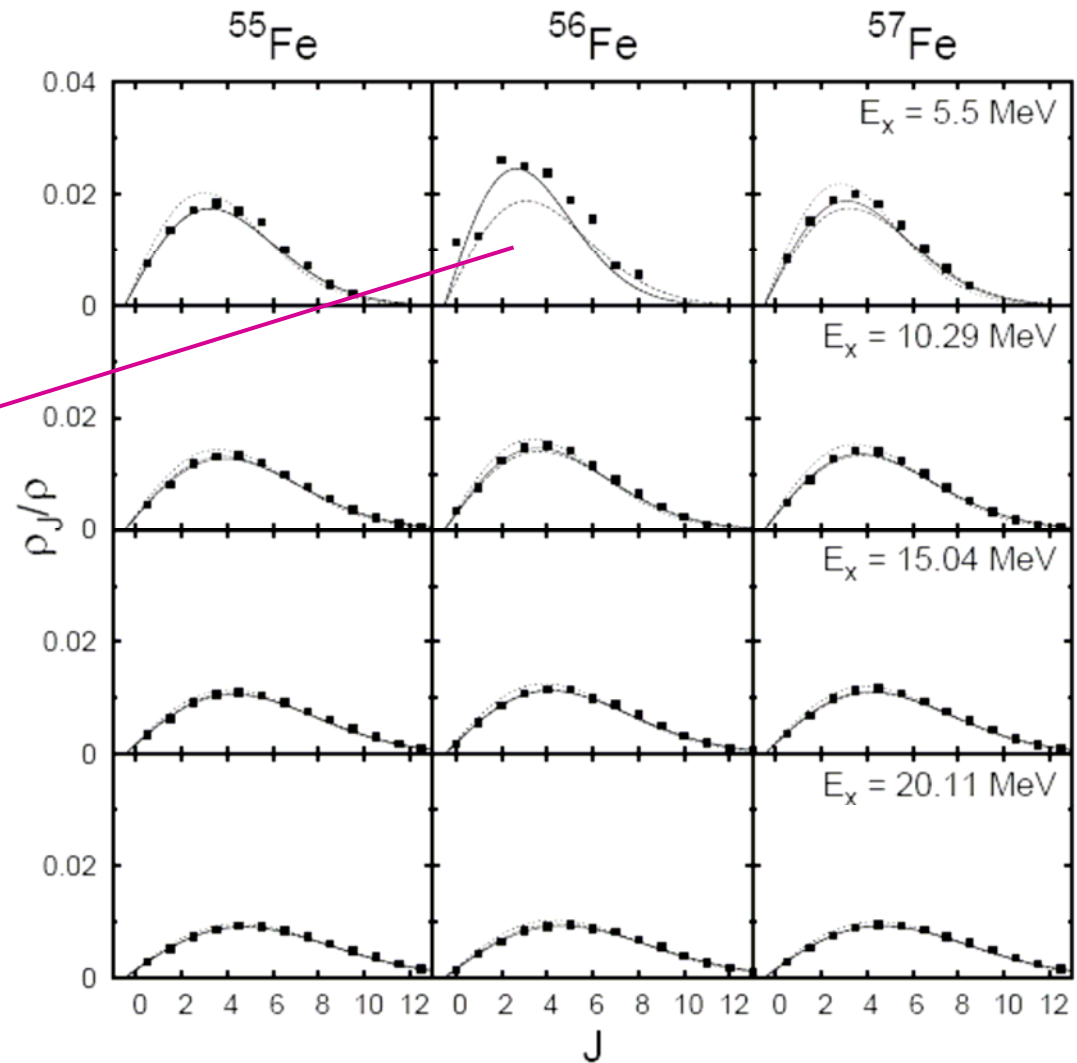 ⁵⁵Fe ⁵⁶Fe ⁵⁷Fe
0.04
Eₓ = 5.5 MeV
0.02
0
Eₓ = 10.29 MeV
0.02
0
Eₓ = 15.04 MeV
0.02
0
Eₓ = 20.11 MeV
0.02
0
ρJ/ρ
0 2 4 6 8 10 12 0 2 4 6 8 10 12 0 2 4 6 8 10 12
J